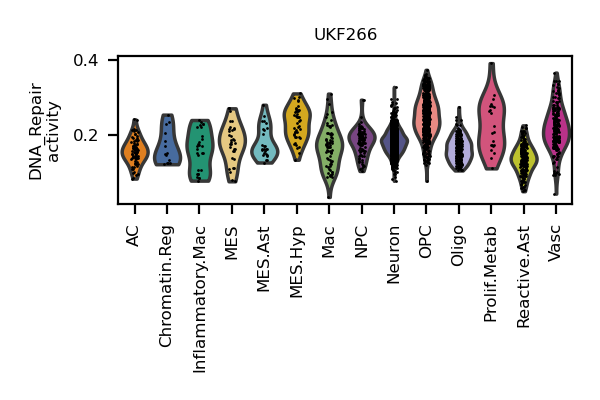 UKF266
DNA_Repair
activity
0.4
0.2
AC
Chromatin.Reg
Inflammatory.Mac
MES
MES.Ast
MES.Hyp
Mac
NPC
Neuron
OPC
Oligo
Prolif.Metab
Reactive.Ast
Vasc